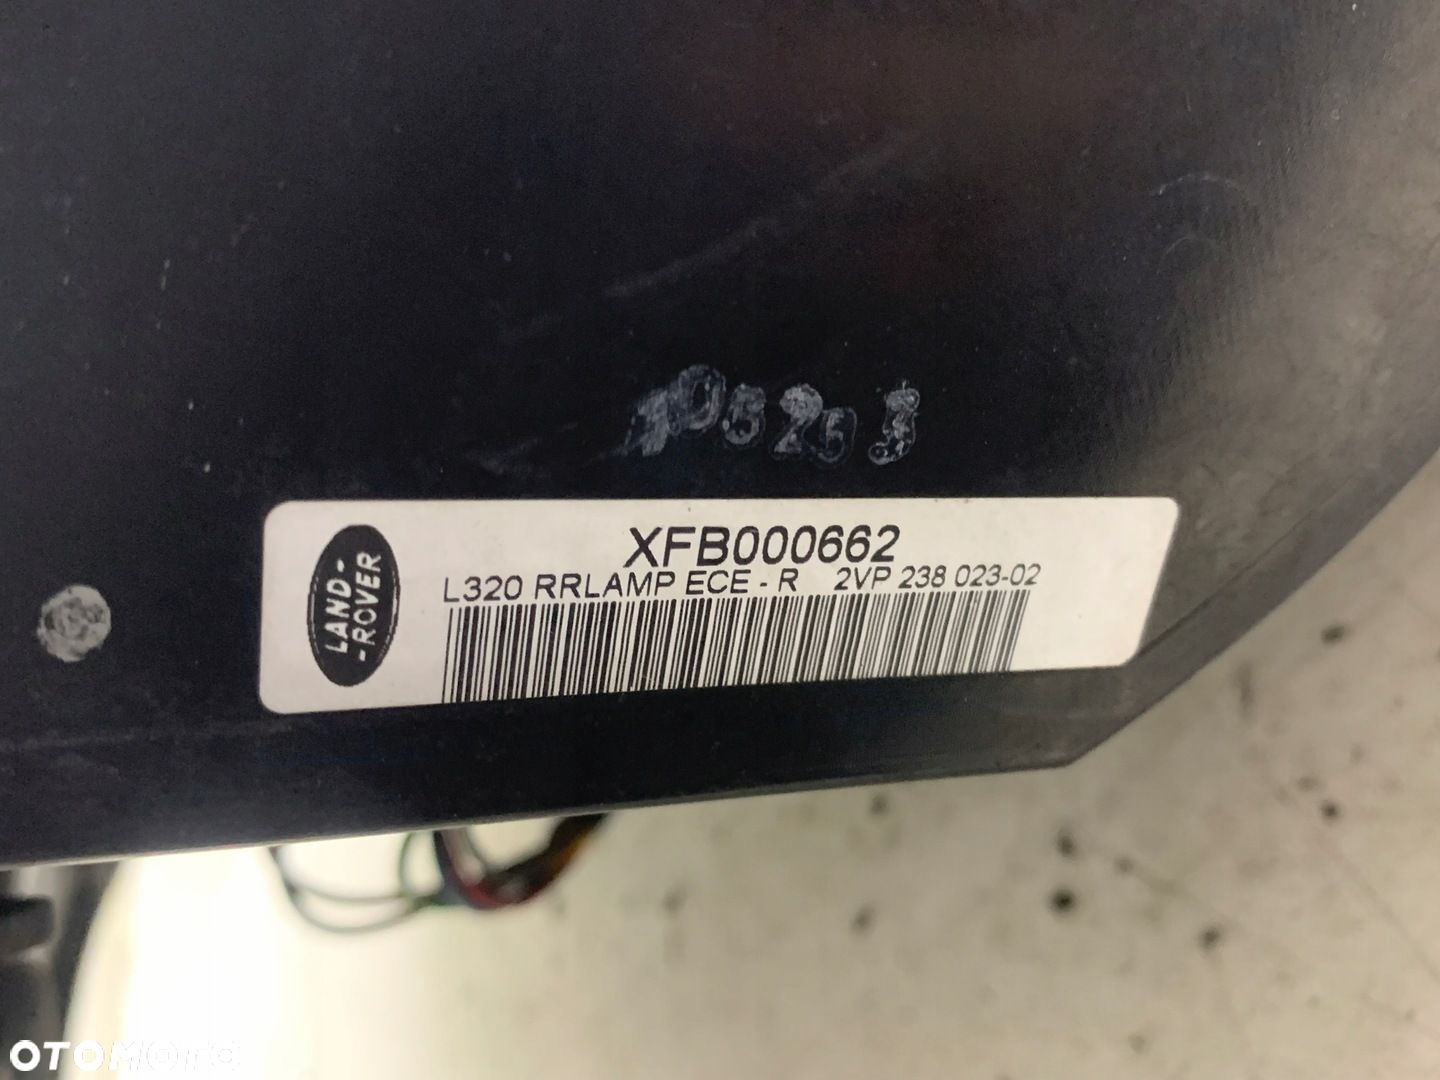 XFB000662
L320 RRLAMP ECE - R 2VP 238 023-02
LAND-
-ROVER
OTOMOTO